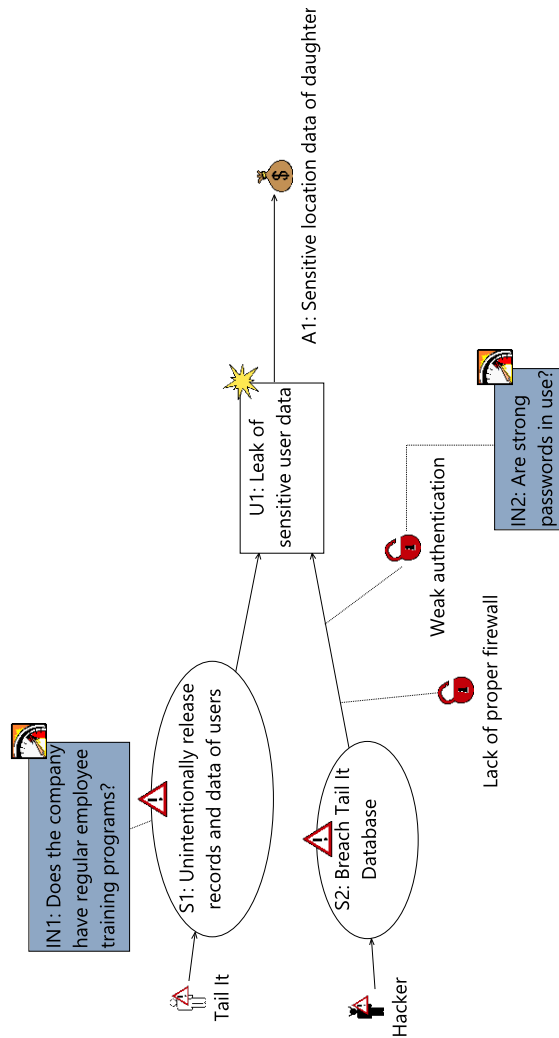 IN1: Does the company
have regular employee
training programs?
Tail It
S1: Unintentionally release
records and data of users
U1: Leak of
sensitive user data
$
A1: Sensitive location data of daughter
Hacker
S2: Breach Tail It
Database
Weak authentication
Lack of proper firewall
IN2: Are strong
passwords in use?